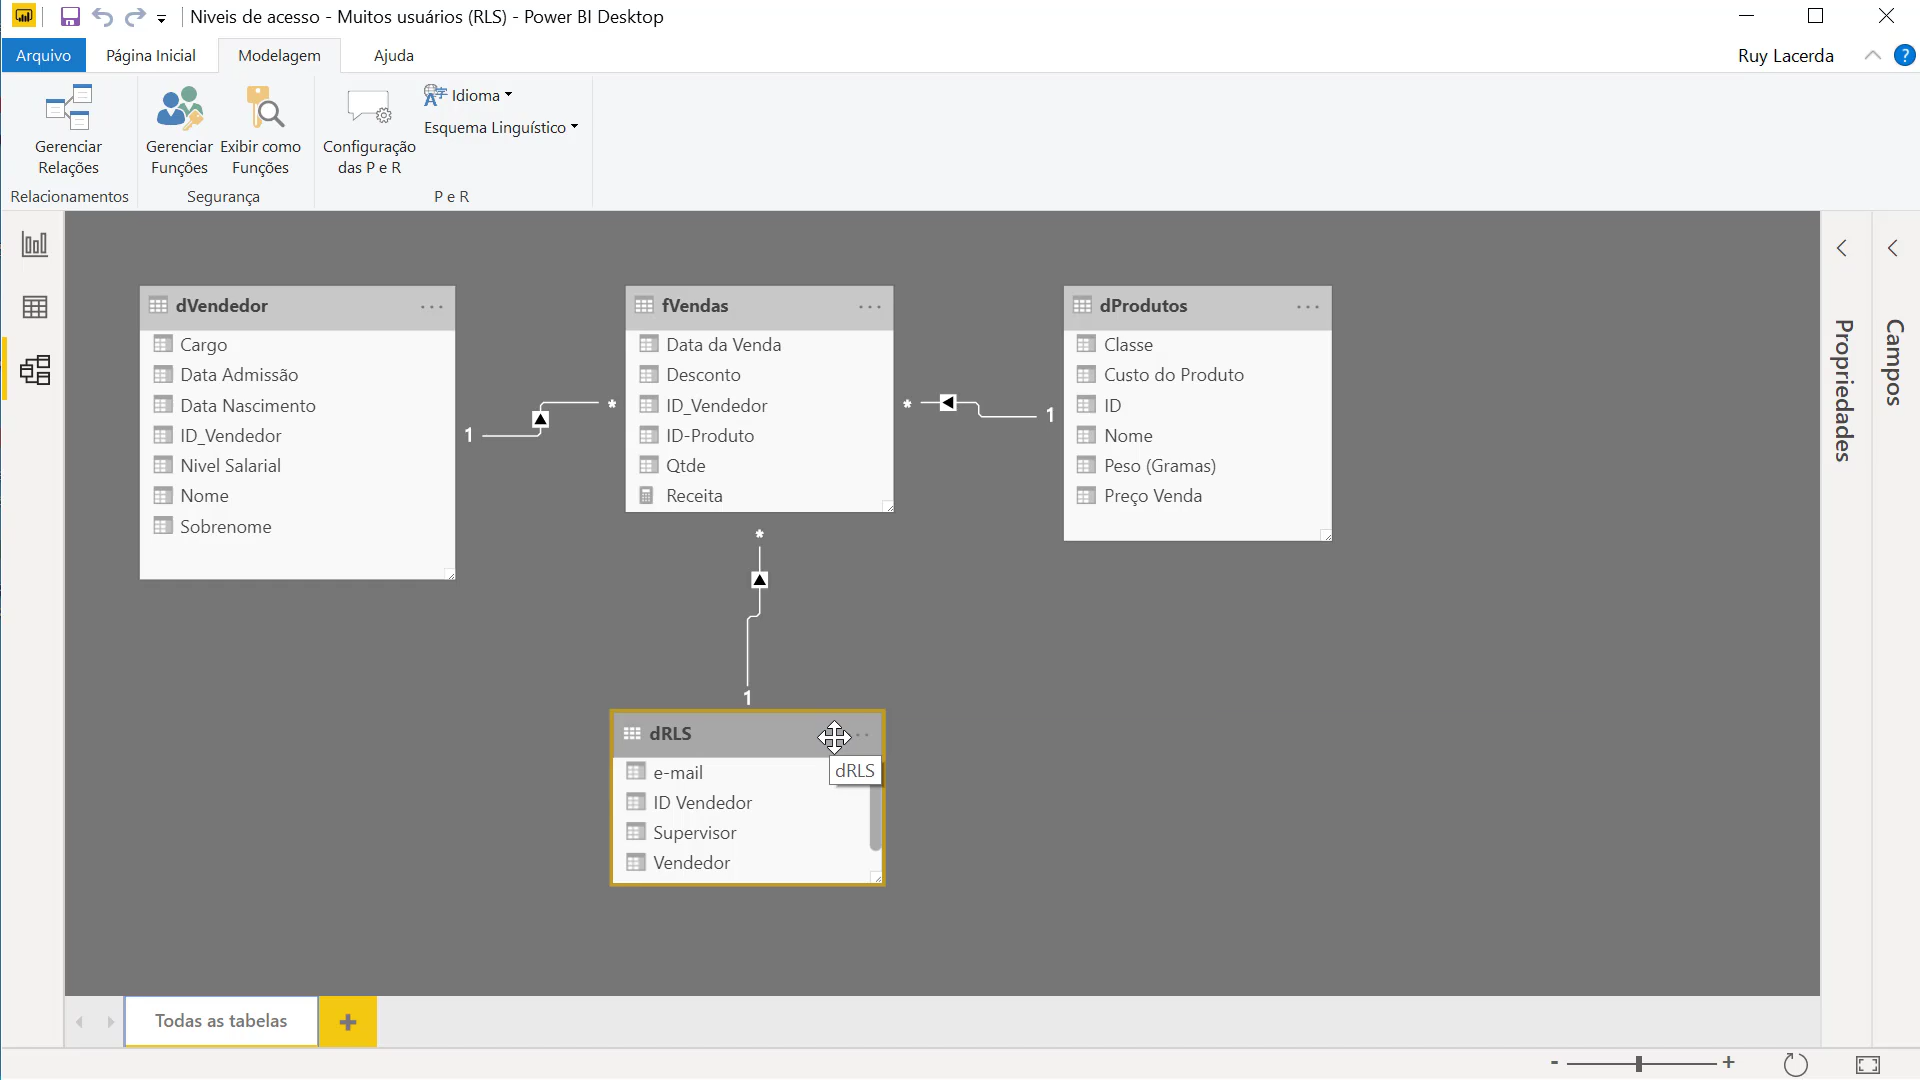 Niveis de acesso - Muitos usuários (RLS) - Power BI Desktop
Arquivo Página Inicial Modelagem Ajuda Ruy Lacerda ?
Gerenciar Relações
Gerenciar Funções
Exibir como Funções
Configuração das P e R
Idioma
Esquema Linguístico
Relacionamentos Segurança P e R
dVendedor
Cargo
Data Admissão
Data Nascimento
ID_Vendedor
Nivel Salarial
Nome
Sobrenome
1
*
fVendas
Data da Venda
Desconto
ID_Vendedor
ID-Produto
Qtde
Receita
*
1
dProdutos
Classe
Custo do Produto
ID
Nome
Peso (Gramas)
Preço Venda
*
1
dRLS
dRLS
e-mail
ID Vendedor
Supervisor
Vendedor
Propriedades
Campos
Todas as tabelas +
- +